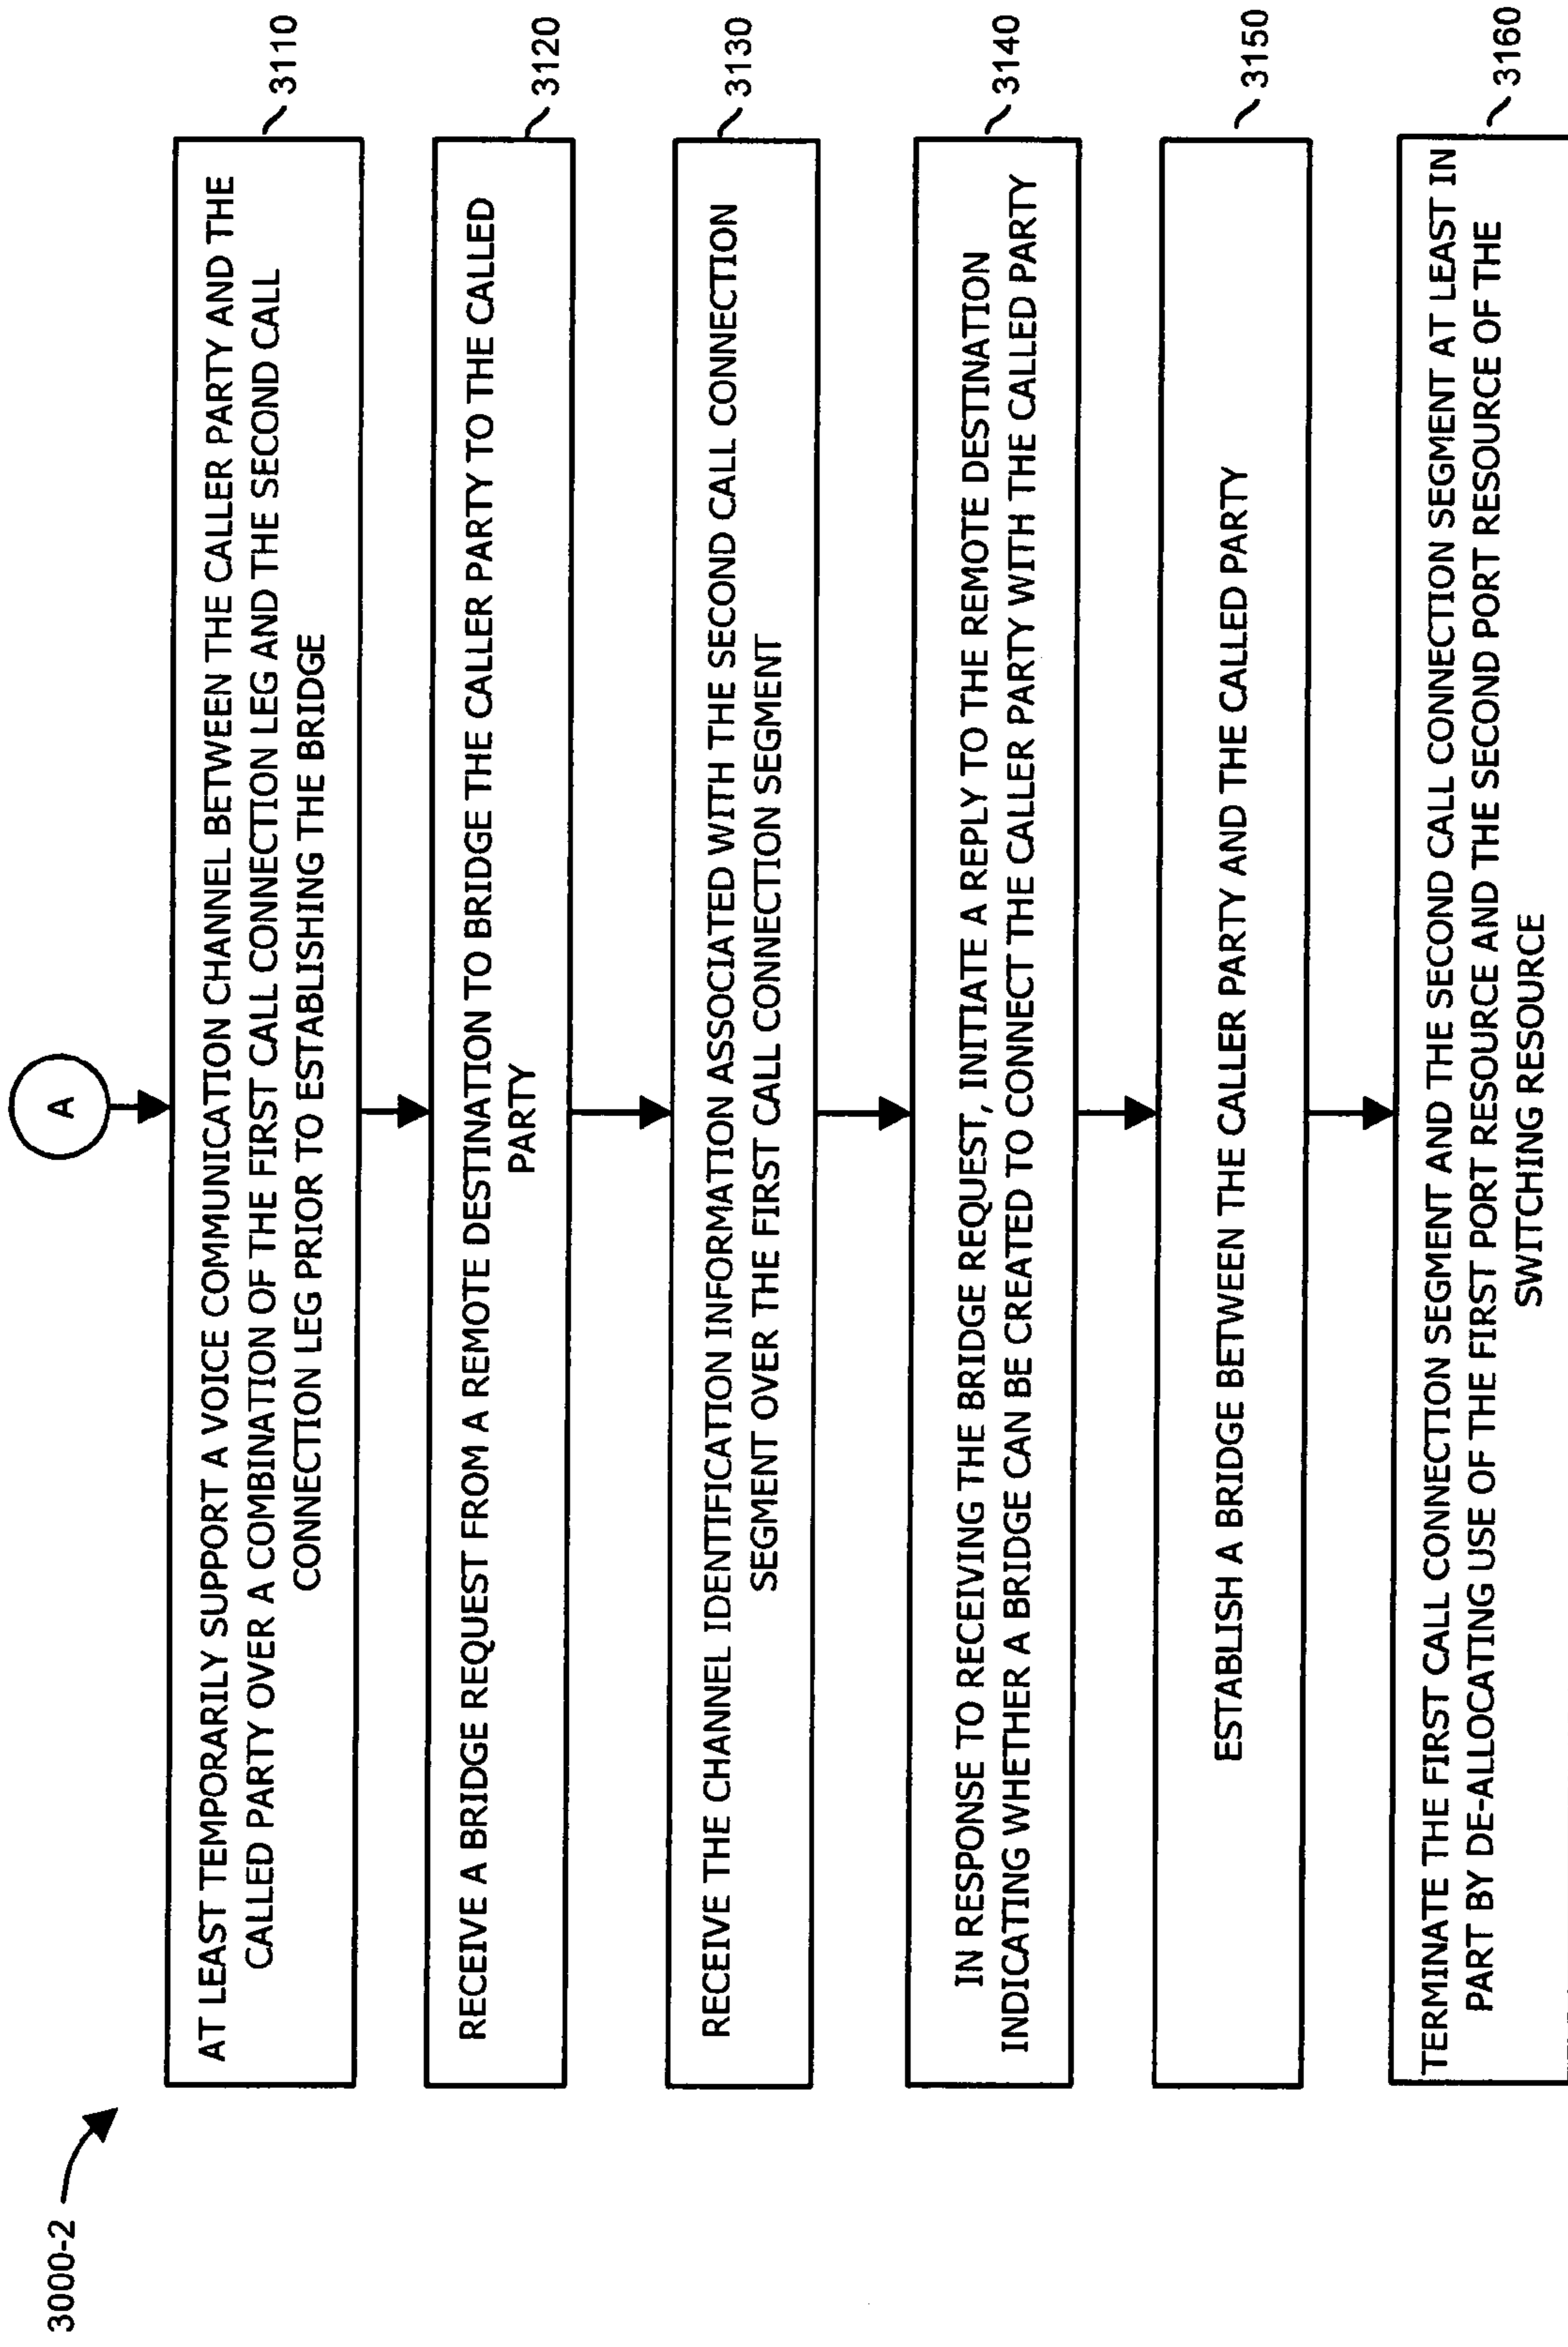 3000-2
A
AT LEAST TEMPORARILY SUPPORT A VOICE COMMUNICATION CHANNEL BETWEEN THE CALLER PARTY AND THE
CALLED PARTY OVER A COMBINATION OF THE FIRST CALL CONNECTION LEG AND THE SECOND CALL
CONNECTION LEG PRIOR TO ESTABLISHING THE BRIDGE
3110
RECEIVE A BRIDGE REQUEST FROM A REMOTE DESTINATION TO BRIDGE THE CALLER PARTY TO THE CALLED
PARTY
3120
RECEIVE THE CHANNEL IDENTIFICATION INFORMATION ASSOCIATED WITH THE SECOND CALL CONNECTION
SEGMENT OVER THE FIRST CALL CONNECTION SEGMENT
3130
IN RESPONSE TO RECEIVING THE BRIDGE REQUEST, INITIATE A REPLY TO THE REMOTE DESTINATION
INDICATING WHETHER A BRIDGE CAN BE CREATED TO CONNECT THE CALLER PARTY WITH THE CALLED PARTY
3140
ESTABLISH A BRIDGE BETWEEN THE CALLER PARTY AND THE CALLED PARTY
3150
TERMINATE THE FIRST CALL CONNECTION SEGMENT AND THE SECOND CALL CONNECTION SEGMENT AT LEAST IN
PART BY DE-ALLOCATING USE OF THE FIRST PORT RESOURCE AND THE SECOND PORT RESOURCE OF THE
SWITCHING RESOURCE
3160